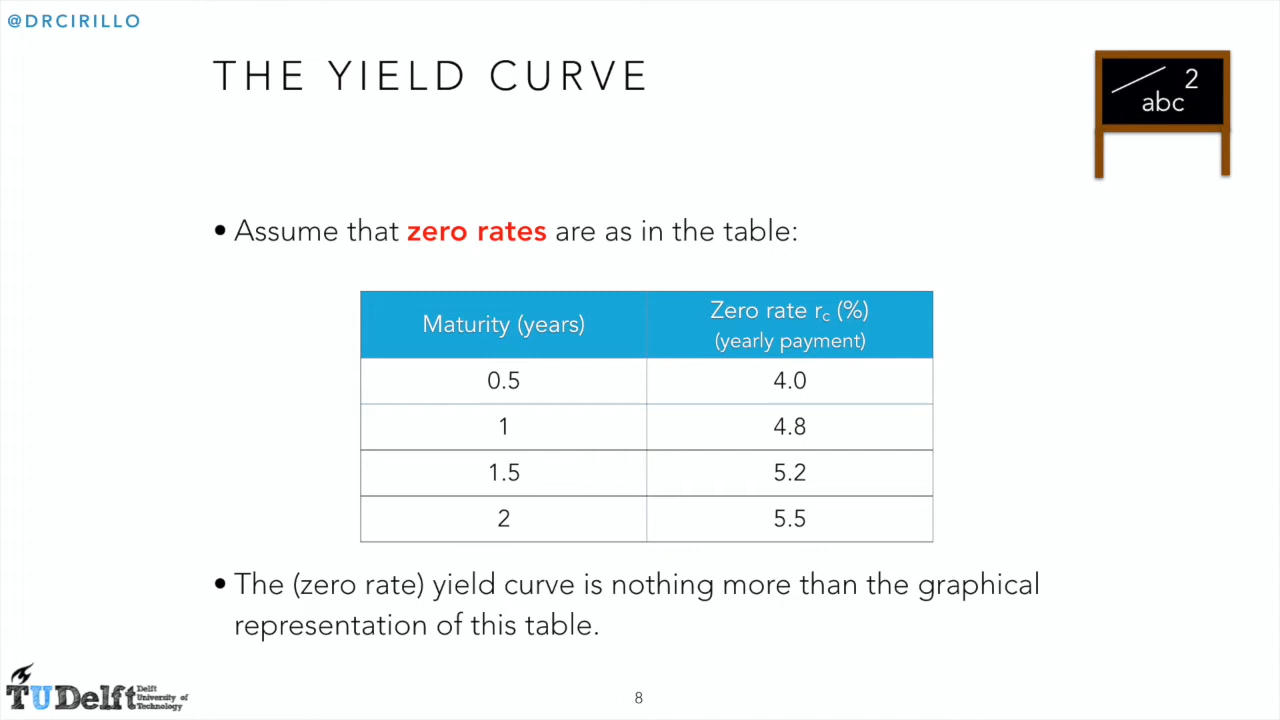 @DRCIRILLO
THE YIELD CURVE
2
abc
• Assume that zero rates are as in the table:
Maturity (years)
Zero rate rc (%)
(yearly payment)
0.5 4.0
1 4.8
1.5 5.2
2 5.5
• The (zero rate) yield curve is nothing more than the graphical
representation of this table.
TUDelft
Delft
University of
Technology
8